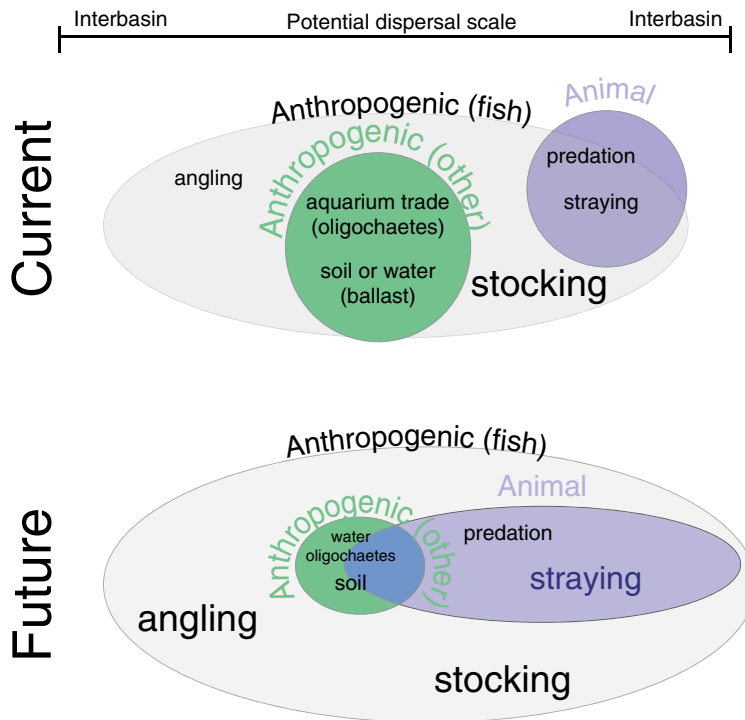 Interbasin
Potential dispersal scale
Interbasin
Current
Anthropogenic (fish)
Animal
Anthropogenic (other)
angling
predation
straying
aquarium trade
(oligochaetes)
soil or water
(ballast)
stocking
Future
Anthropogenic (fish)
Animal
Anthropogenic (other)
water
oligochaetes
soil
predation
straying
angling
stocking